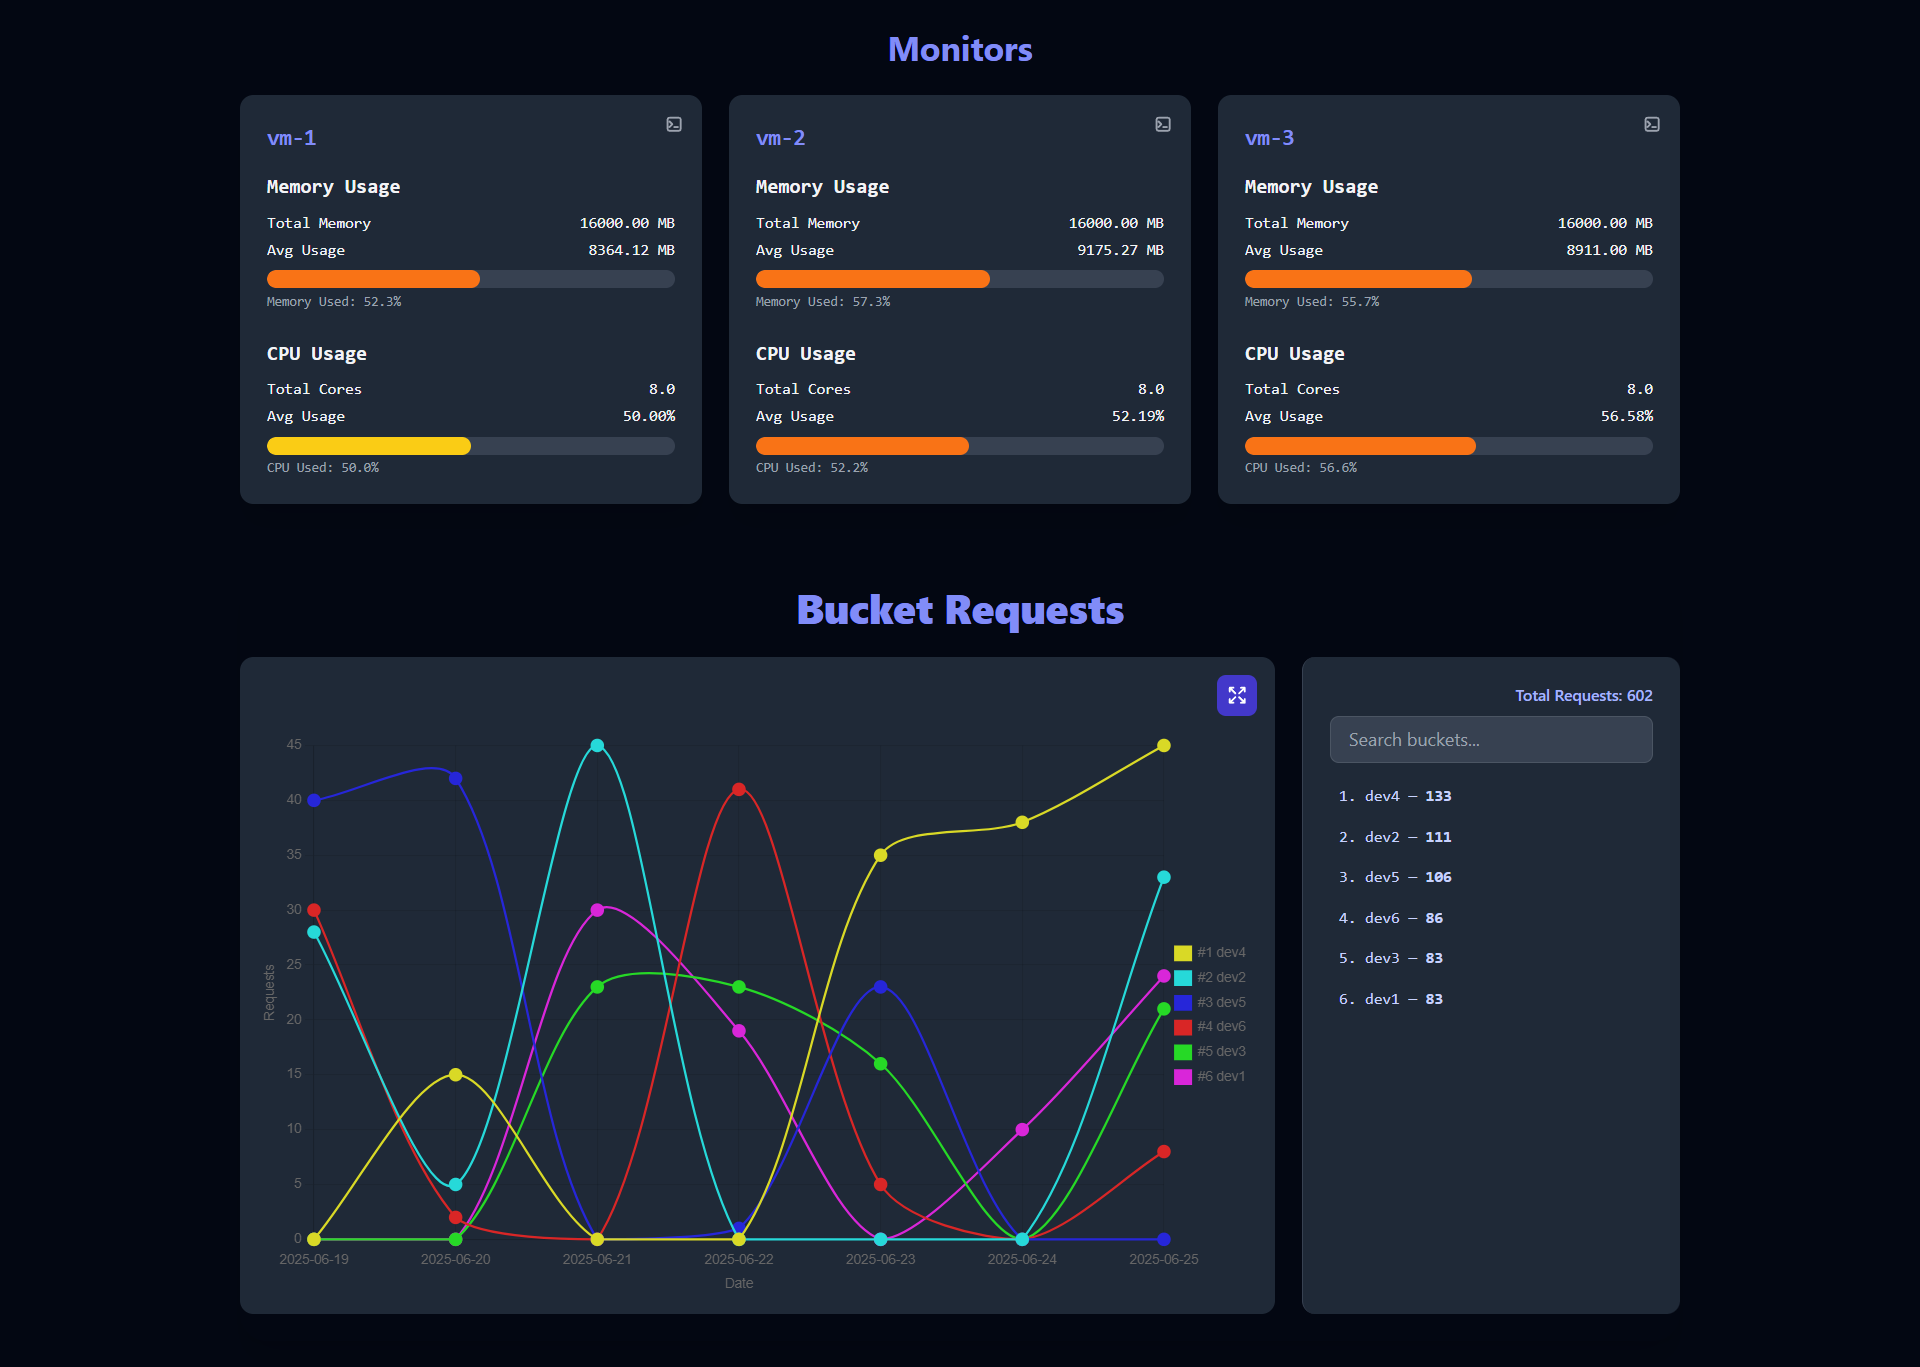 Monitors
vm-1
Memory Usage
Total Memory 16000.00 MB
Avg Usage 8364.12 MB
Memory Used: 52.3%
CPU Usage
Total Cores 8.0
Avg Usage 50.00%
CPU Used: 50.0%
vm-2
Memory Usage
Total Memory 16000.00 MB
Avg Usage 9175.27 MB
Memory Used: 57.3%
CPU Usage
Total Cores 8.0
Avg Usage 52.19%
CPU Used: 52.2%
vm-3
Memory Usage
Total Memory 16000.00 MB
Avg Usage 8911.00 MB
Memory Used: 55.7%
CPU Usage
Total Cores 8.0
Avg Usage 56.58%
CPU Used: 56.6%
Bucket Requests
45
40
35
30
25
20
15
10
5
0
Requests
2025-06-19 2025-06-20 2025-06-21 2025-06-22 2025-06-23 2025-06-24 2025-06-25
Date
#1 dev4
#2 dev2
#3 dev5
#4 dev6
#5 dev3
#6 dev1
Total Requests: 602
Search buckets...
1. dev4 – 133
2. dev2 – 111
3. dev5 – 106
4. dev6 – 86
5. dev3 – 83
6. dev1 – 83